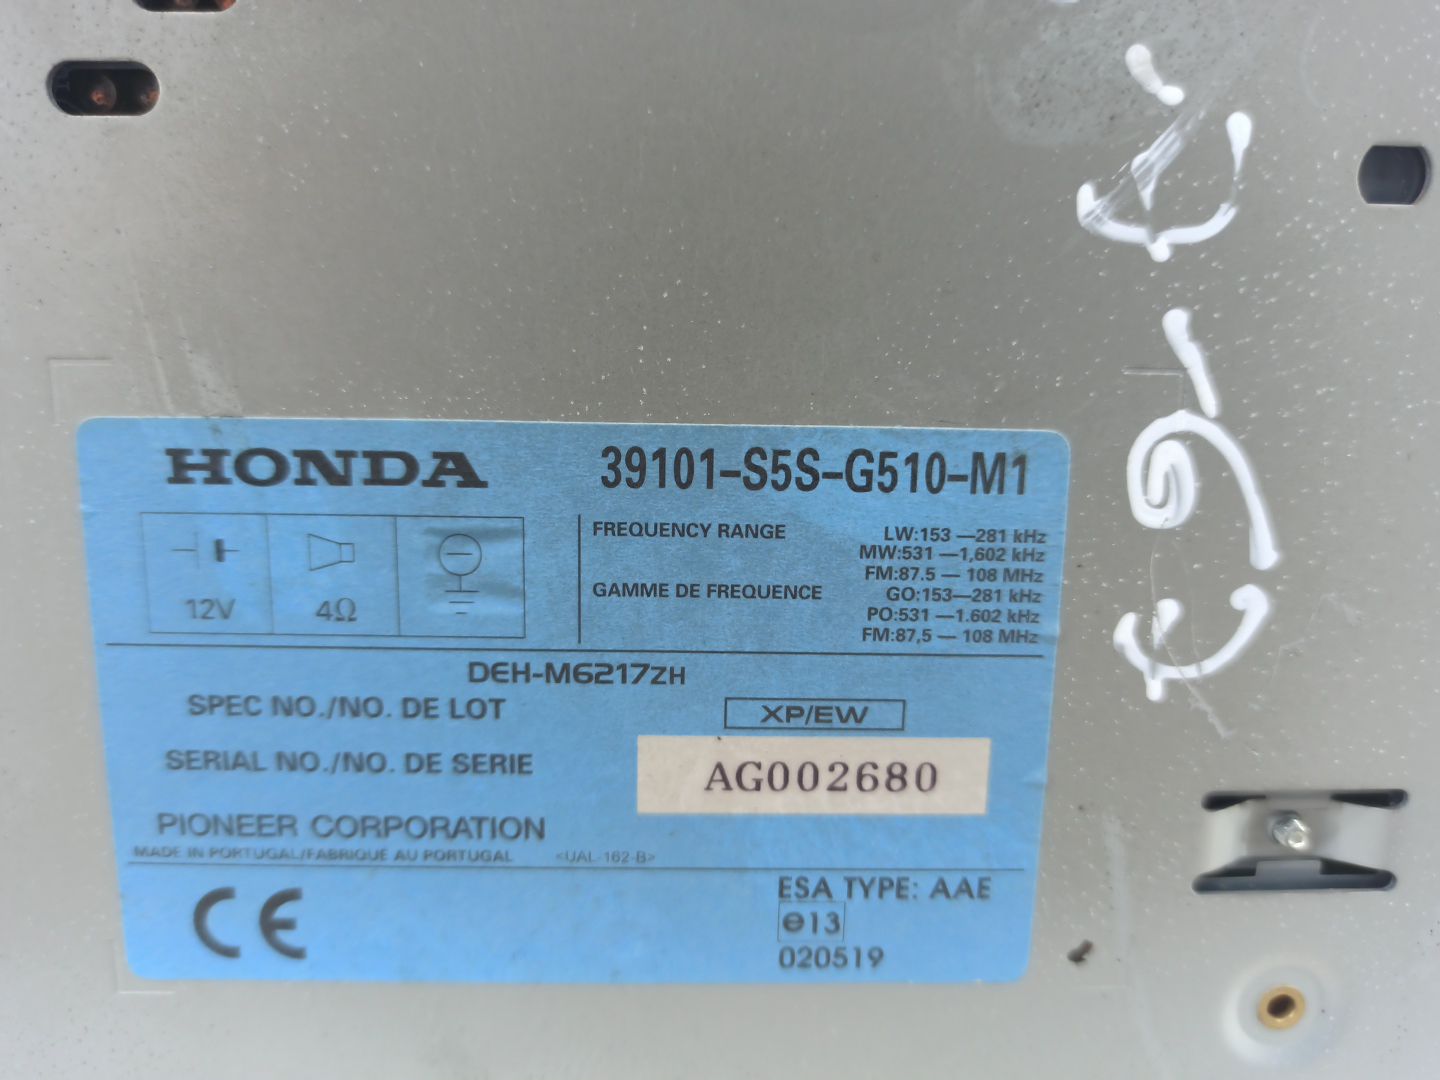 HONDA
39101-S5S-G510-M1
12V
4Ω
FREQUENCY RANGE
LW:153 —281 kHz
MW:531 —1,602 kHz
FM:87.5 — 108 MHz
GAMME DE FREQUENCE
GO:153—281 kHz
PO:531 —1.602 kHz
FM:87,5 — 108 MHz
DEH-M6217ZH
SPEC NO./NO. DE LOT
XP/EW
SERIAL NO./NO. DE SERIE
AG002680
PIONEER CORPORATION
MADE IN PORTUGAL/FABRIQUE AU PORTUGAL <UAL-162-B>
CE
ESA TYPE: AAE
e13
020519